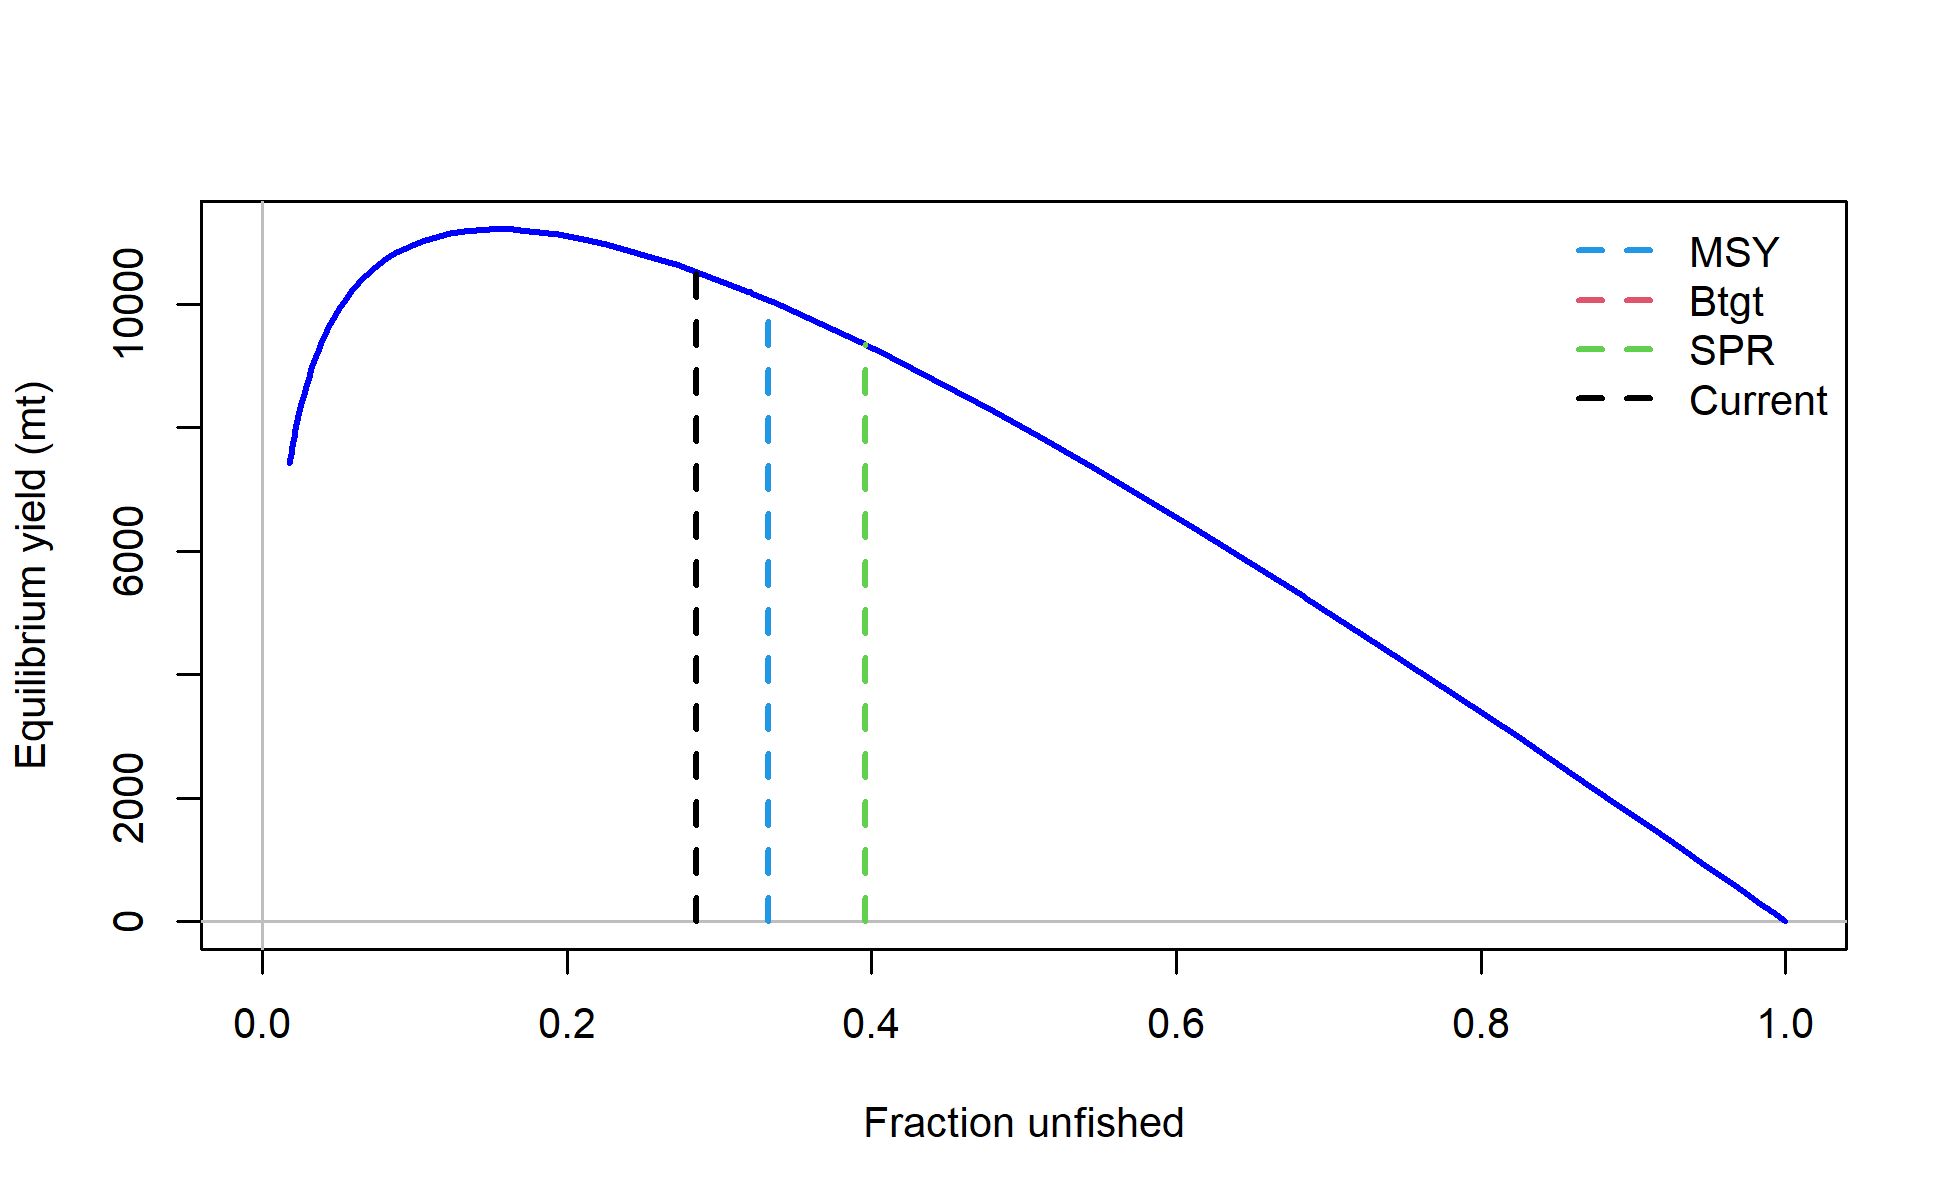 MSY
Btgt
SPR
Current
Equilibrium yield (mt)
10000
6000
2000
0
0.0 0.2 0.4 0.6 0.8 1.0
Fraction unfished